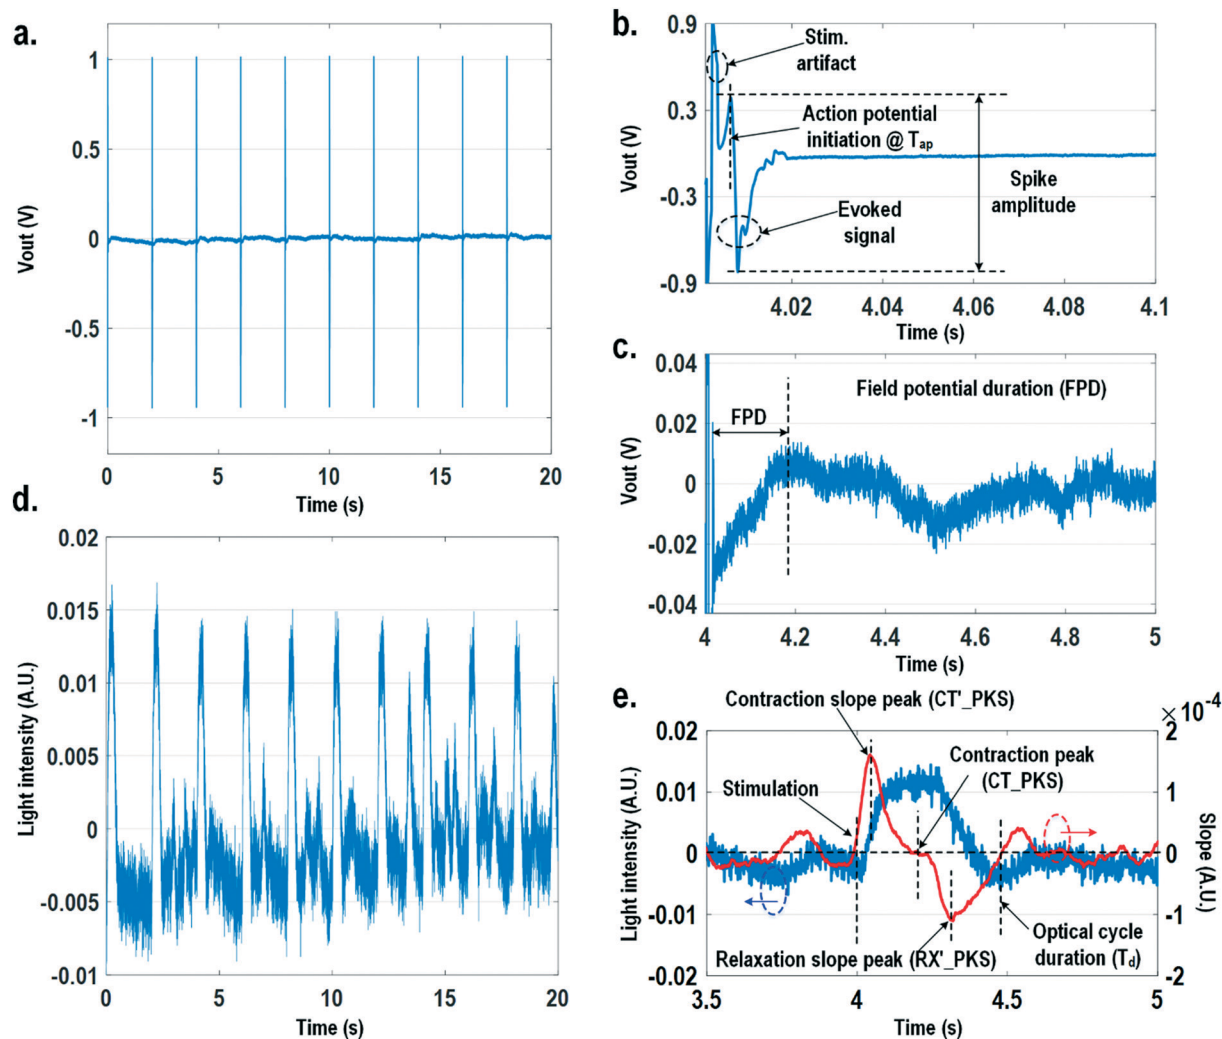 a.
1
0.5
0
-0.5
-1
Vout (V)
0 5 10 15 20
Time (s)
b.
0.9
0.3
-0.3
-0.9
Vout (V)
Stim.
artifact
Action potential
initiation @ Tap
Evoked
signal
Spike
amplitude
4.02 4.04 4.06 4.08 4.1
Time (s)
c.
0.04
0.02
0
-0.02
-0.04
Vout (V)
Field potential duration (FPD)
FPD
4 4.2 4.4 4.6 4.8 5
Time (s)
d.
0.02
0.015
0.01
0.005
0
-0.005
-0.01
Light intensity (A.U.)
0 5 10 15 20
Time (s)
e.
×10-4
0.02
0.01
0
-0.01
-0.02
Light intensity (A.U.)
2
1
0
-1
-2
Slope (A.U.)
Contraction slope peak (CT'_PKS)
Contraction peak
(CT_PKS)
Stimulation
Relaxation slope peak (RX'_PKS)
Optical cycle
duration (Td)
3.5 4 4.5 5
Time (s)